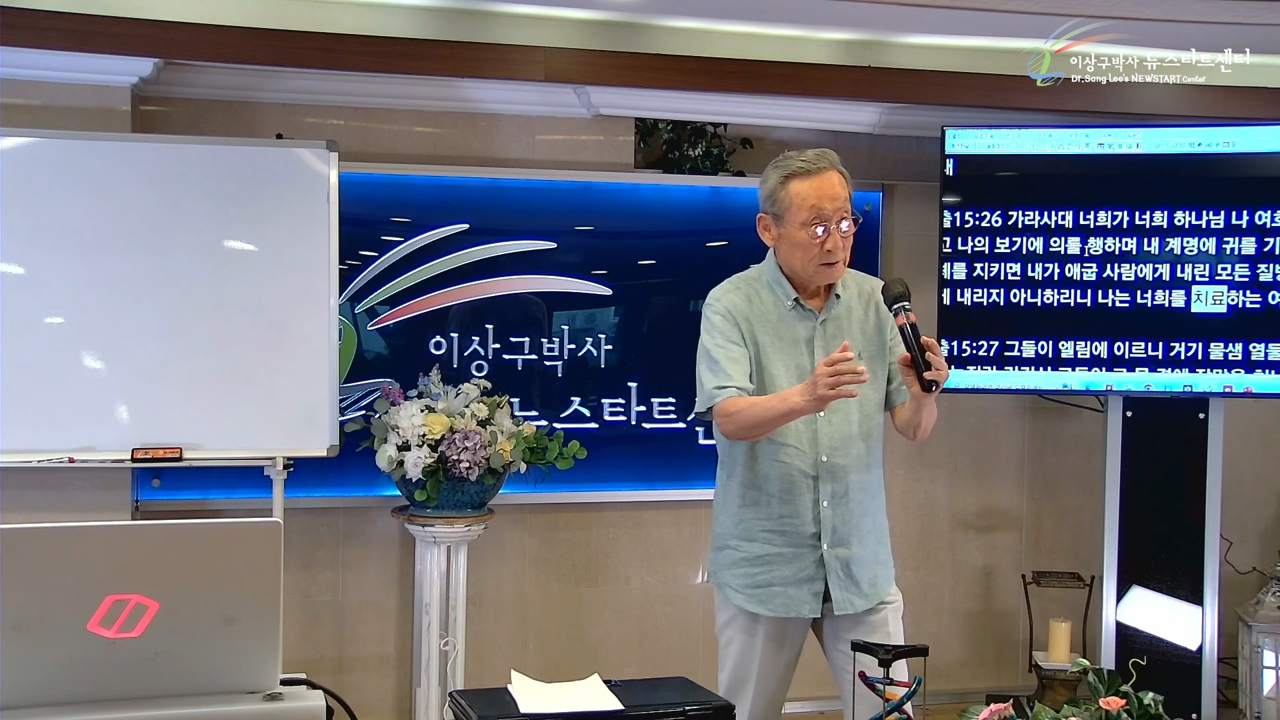 이상구박사 뉴스타트센터
Dr. Sang Lee's NEWSTART Center
이상구박사
뉴스타트센
출15:26 가라사대 너희가 너희 하나님 나 여호
고 나의 보기에 의롤 행하며 내 계명에 귀를 기
례를 지키면 내가 애굽 사람에게 내린 모든 질병
에 내리지 아니하리니 나는 너희를 치료하는 여
출15:27 그들이 엘림에 이르니 거기 물샘 열둘